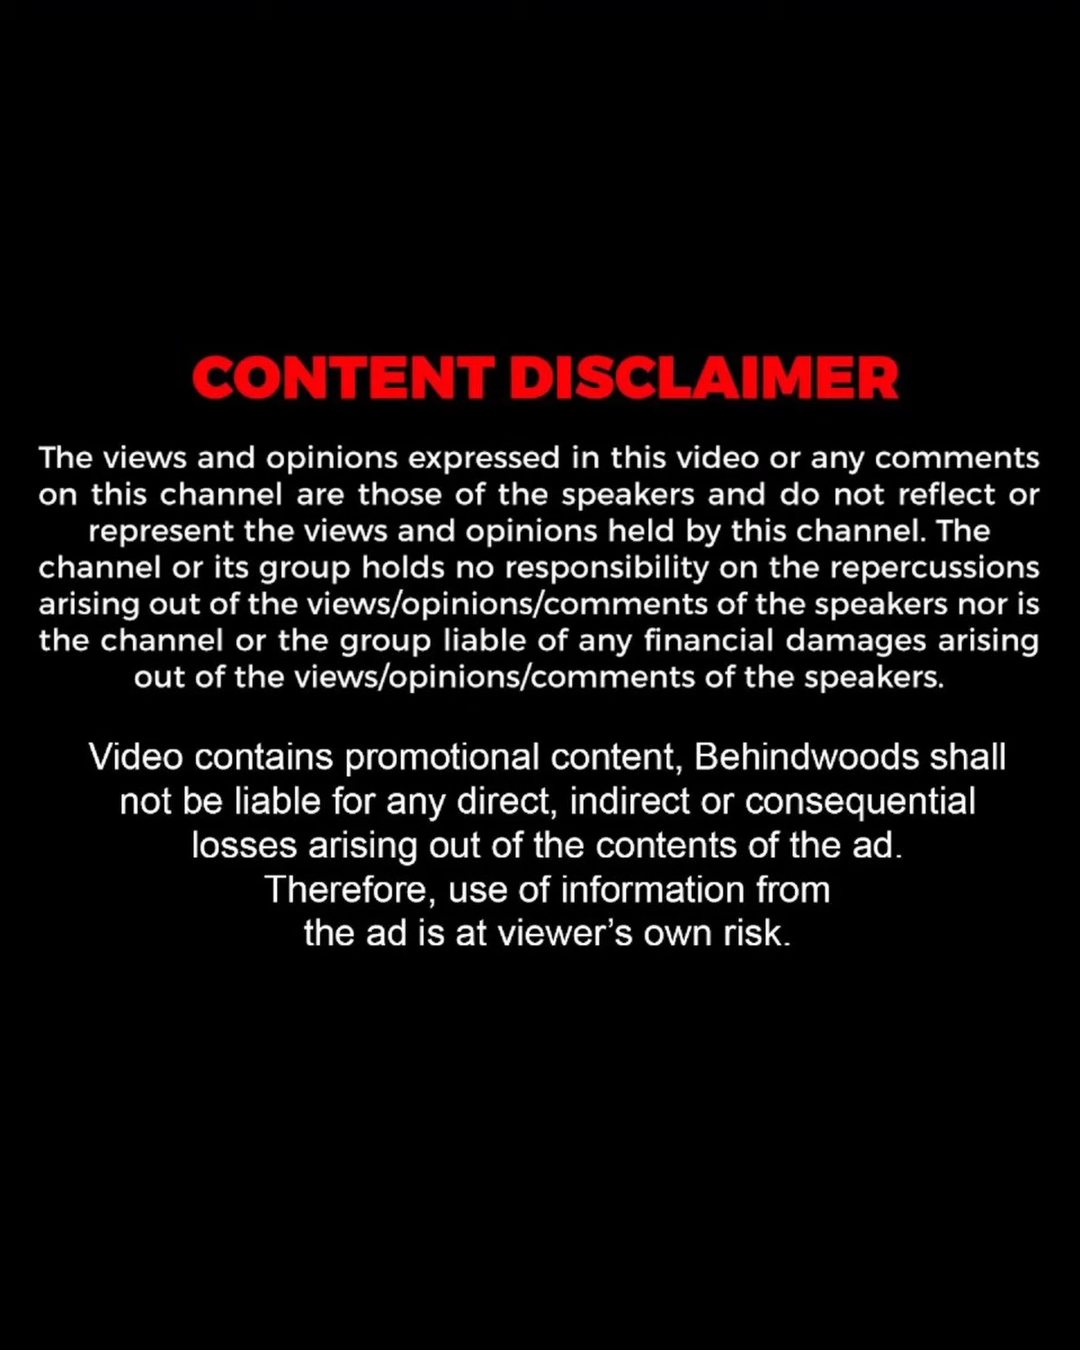 CONTENT DISCLAIMER
The views and opinions expressed in this video or any comments
on this channel are those of the speakers and do not reflect or
represent the views and opinions held by this channel. The
channel or its group holds no responsibility on the repercussions
arising out of the views/opinions/comments of the speakers nor is
the channel or the group liable of any financial damages arising
out of the views/opinions/comments of the speakers.
Video contains promotional content, Behindwoods shall
not be liable for any direct, indirect or consequential
losses arising out of the contents of the ad.
Therefore, use of information from
the ad is at viewer’s own risk.